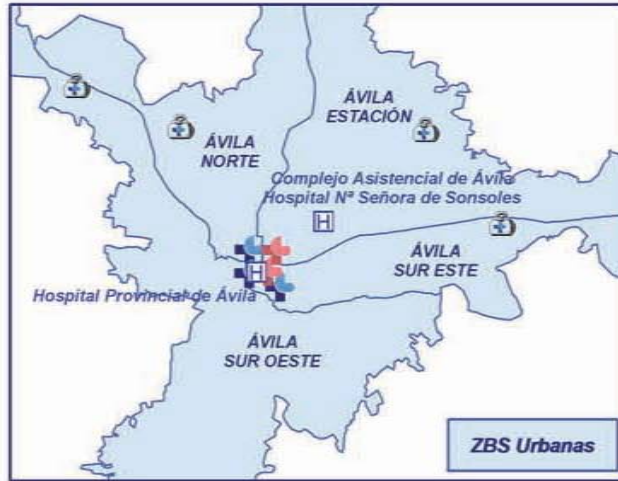 ÁVILA
ESTACIÓN
ÁVILA
NORTE
Complejo Asistencial de Ávila
Hospital Nª Señora de Sonsoles
H
ÁVILA
SUR ESTE
H
Hospital Provincial de Ávila
ÁVILA
SUR OESTE
ZBS Urbanas